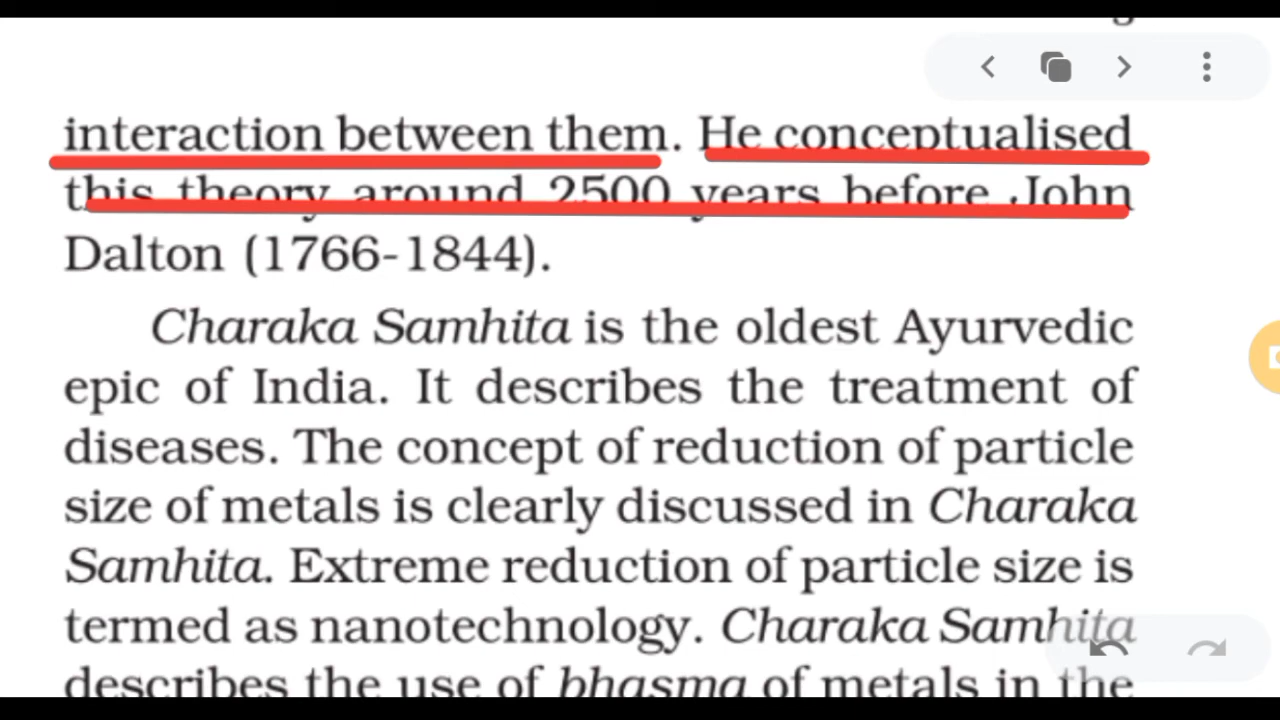 interaction between them. He conceptualised
this theory around 2500 years before John
Dalton (1766-1844).
Charaka Samhita is the oldest Ayurvedic
epic of India. It describes the treatment of
diseases. The concept of reduction of particle
size of metals is clearly discussed in Charaka
Samhita. Extreme reduction of particle size is
termed as nanotechnology. Charaka Samhita
describes the use of bhasma of metals in the